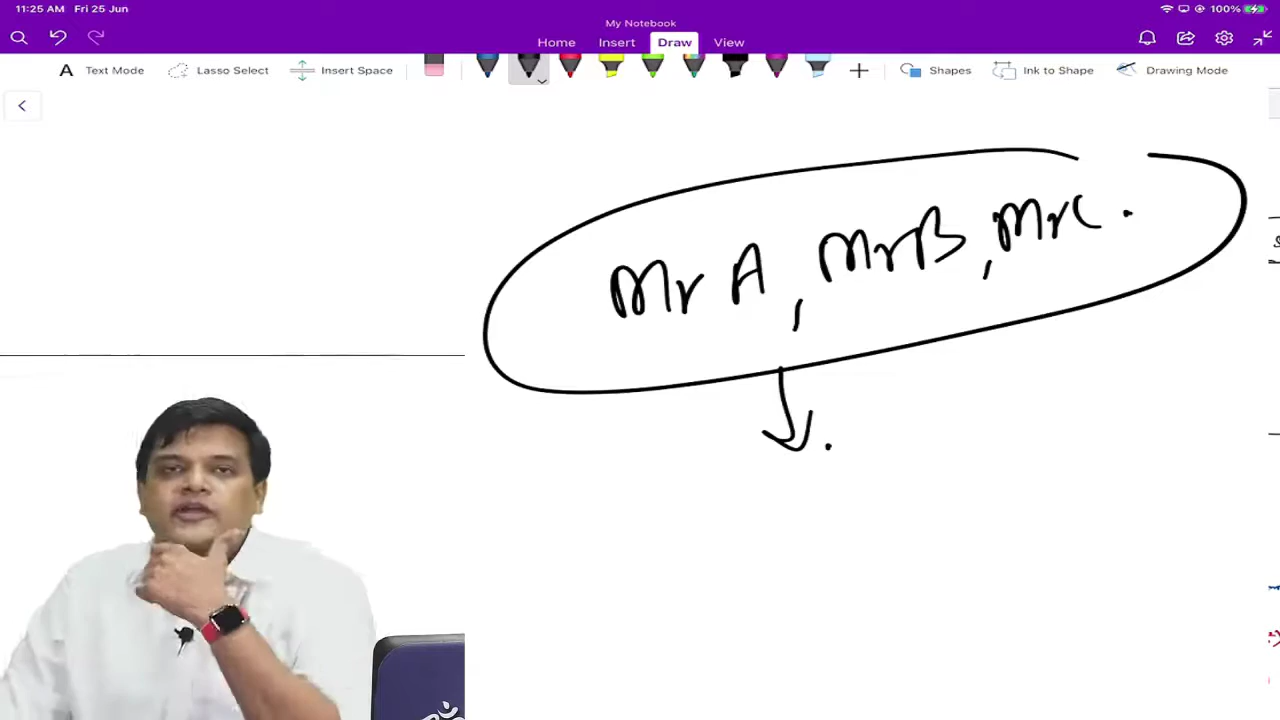 11:25 AM Fri 25 Jun
100%
My Notebook
Home Insert Draw View
A Text Mode Lasso Select Insert Space Shapes Ink to Shape Drawing Mode
Mr A, Mr B, Mr C.
ॐ